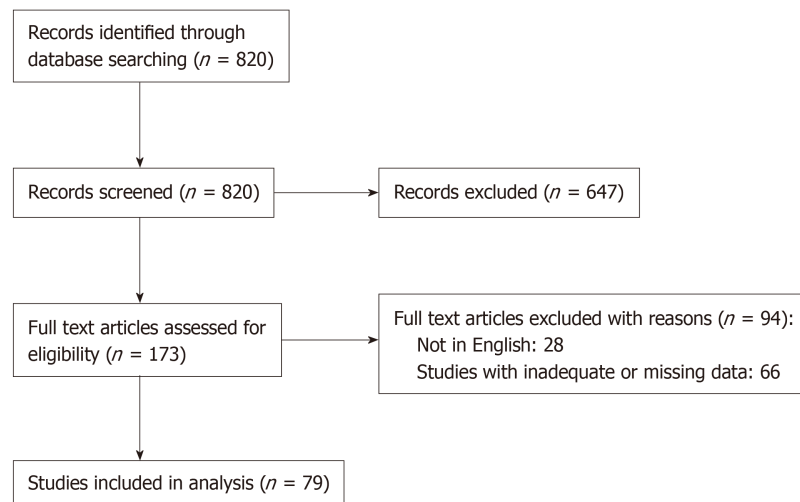 Records identified through
database searching (n = 820)
Records screened (n = 820)
Records excluded (n = 647)
Full text articles assessed for
eligibility (n = 173)
Full text articles excluded with reasons (n = 94):
Not in English: 28
Studies with inadequate or missing data: 66
Studies included in analysis (n = 79)